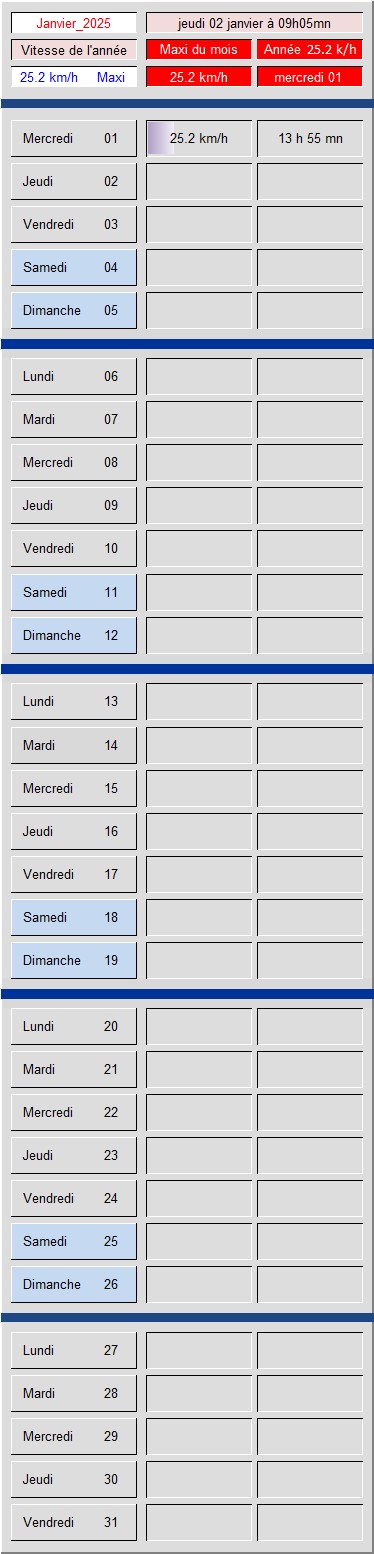 Janvier_2025 jeudi 02 janvier à 09h05mn
Vitesse de l'année Maxi du mois Année 25.2 k/h
25.2 km/h Maxi 25.2 km/h mercredi 01
Mercredi 01 25.2 km/h 13 h 55 mn
Jeudi 02
Vendredi 03
Samedi 04
Dimanche 05
Lundi 06
Mardi 07
Mercredi 08
Jeudi 09
Vendredi 10
Samedi 11
Dimanche 12
Lundi 13
Mardi 14
Mercredi 15
Jeudi 16
Vendredi 17
Samedi 18
Dimanche 19
Lundi 20
Mardi 21
Mercredi 22
Jeudi 23
Vendredi 24
Samedi 25
Dimanche 26
Lundi 27
Mardi 28
Mercredi 29
Jeudi 30
Vendredi 31